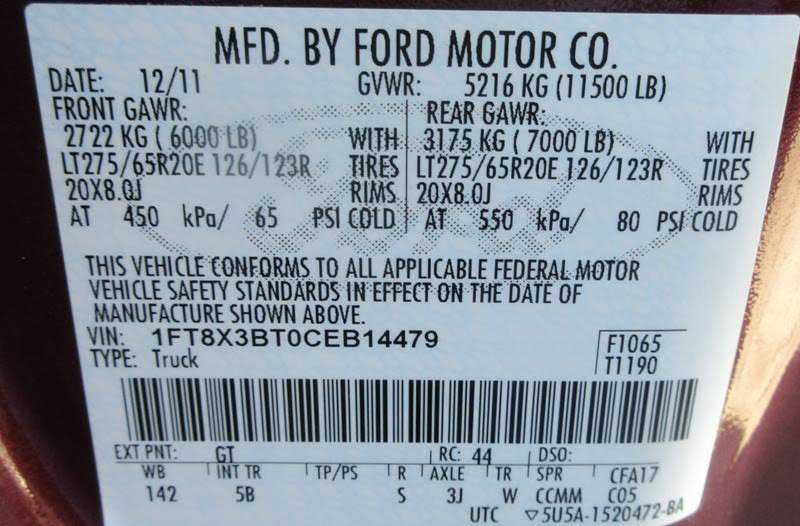 MFD. BY FORD MOTOR CO.
DATE: 12/11 GVWR: 5216 KG (11500 LB)
FRONT GAWR: REAR GAWR:
2722 KG ( 6000 LB) WITH 3175 KG ( 7000 LB) WITH
LT275/65R20E 126/123R TIRES LT275/65R20E 126/123R TIRES
20X8.0J RIMS 20X8.0J RIMS
AT 450 kPa/ 65 PSI COLD AT 550 kPa/ 80 PSI COLD
THIS VEHICLE CONFORMS TO ALL APPLICABLE FEDERAL MOTOR
VEHICLE SAFETY STANDARDS IN EFFECT ON THE DATE OF
MANUFACTURE SHOWN ABOVE.
VIN: 1FT8X3BT0CEB14479 F1065
TYPE: Truck T1190
EXT PNT: GT RC: 44 DSO:
WB INT TR TP/PS R AXLE TR SPR CFA17
142 5B S 3J W CCMM C05
UTC ▽5U5A-1520472-BA